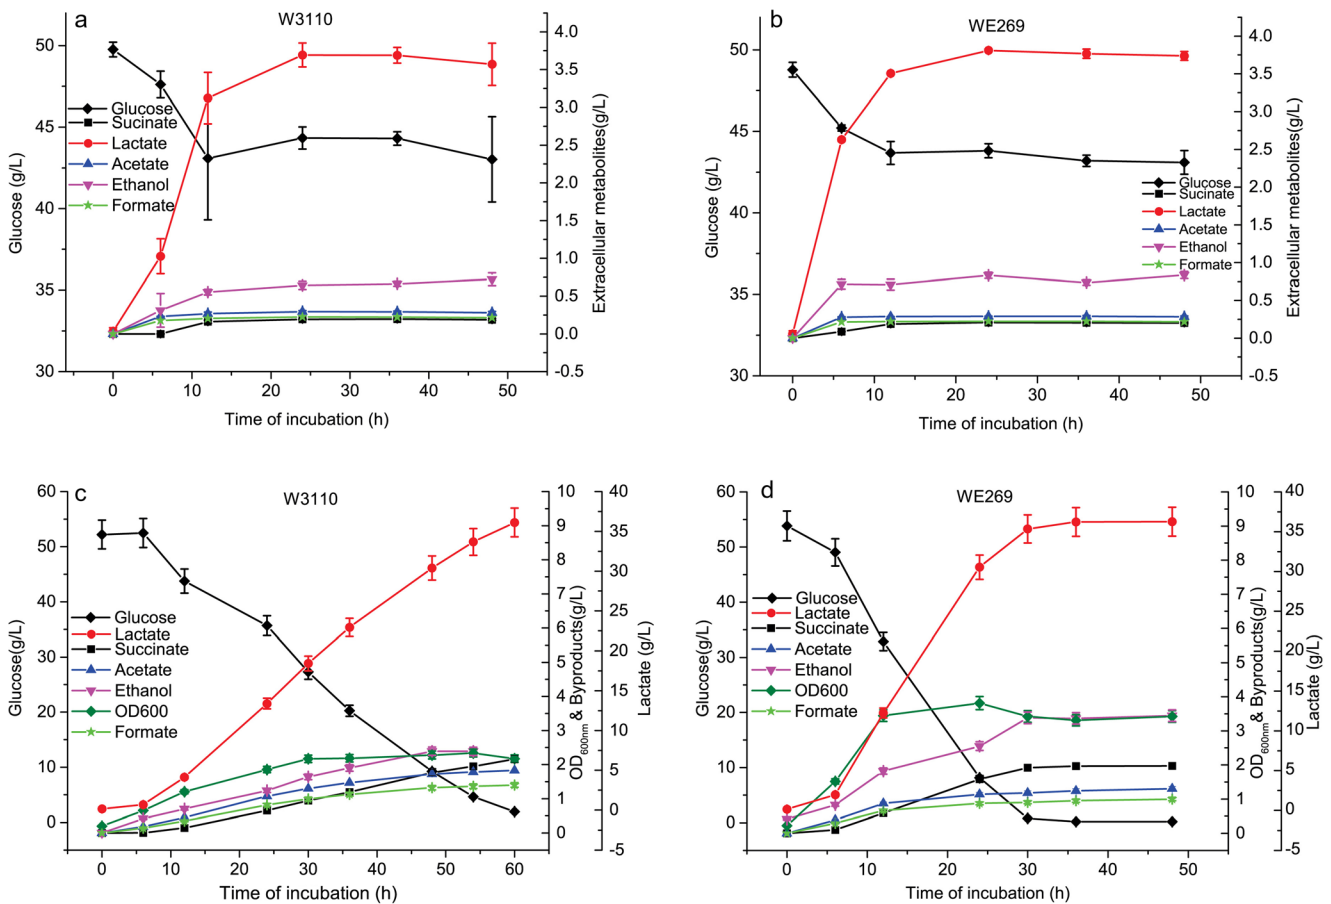 a
W3110
50
45
40
35
30
Glucose (g/L)
4.0
3.5
3.0
2.5
2.0
1.5
1.0
0.5
0.0
-0.5
Extracellular metabolites(g/L)
Glucose
Sucinate
Lactate
Acetate
Ethanol
Formate
0 10 20 30 40 50
Time of incubation (h)
b
WE269
50
45
40
35
30
Glucose (g/L)
4.0
3.5
3.0
2.5
2.0
1.5
1.0
0.5
0.0
-0.5
Extracellular metabolites(g/L)
Glucose
Sucinate
Lactate
Acetate
Ethanol
Formate
0 10 20 30 40 50
Time of incubation (h)
c
W3110
60
50
40
30
20
10
0
Glucose(g/L)
10
9
8
7
6
5
4
3
2
1
0
OD600nm& Byproducts(g/L)
40
35
30
25
20
15
10
5
0
-5
Lactate (g/L)
Glucose
Lactate
Succinate
Acetate
Ethanol
OD600
Formate
0 10 20 30 40 50 60
Time of incubation (h)
d
WE269
60
50
40
30
20
10
0
Glucose(g/L)
10
9
8
7
6
5
4
3
2
1
0
OD600nm& Byproducts(g/L)
40
35
30
25
20
15
10
5
0
-5
Lactate (g/L)
Glucose
Lactate
Succinate
Acetate
Ethanol
OD600
Formate
0 10 20 30 40 50
Time of incubation (h)